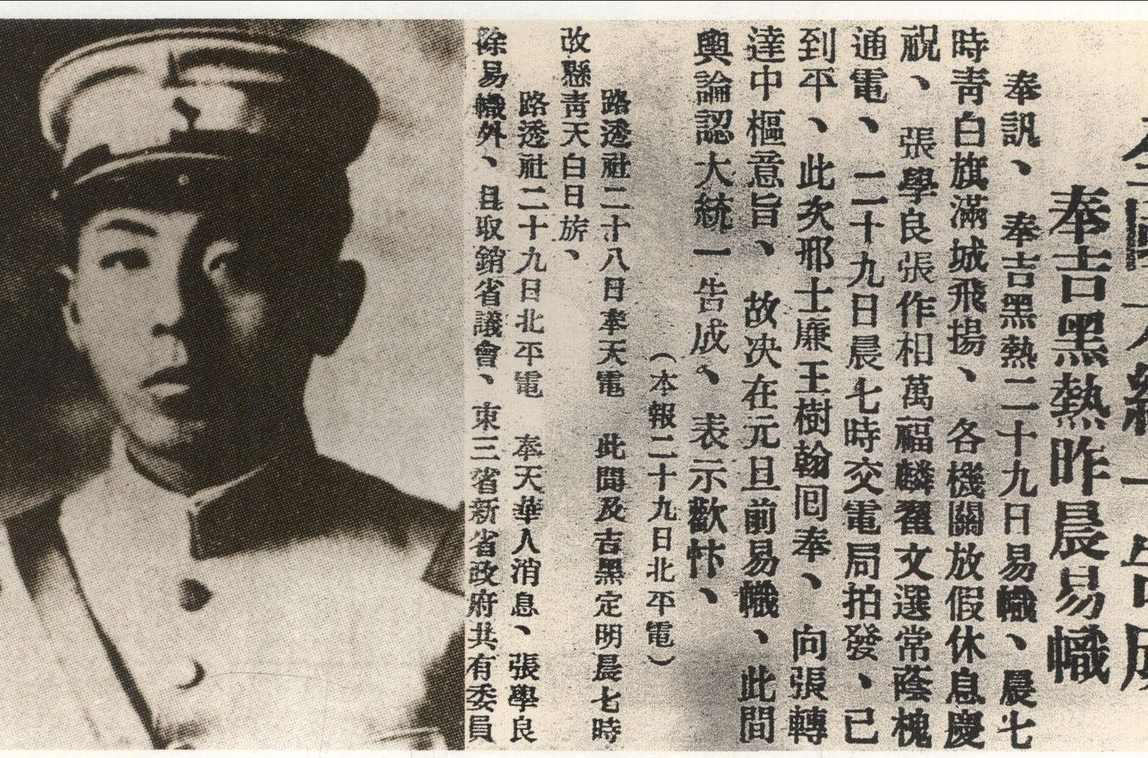 全國大統一告成
奉吉黑熱昨晨易幟
奉訊、奉吉黑熱二十九日易幟、晨七
時青白旗滿城飛揚、各機關放假休息慶
祝、張學良張作相萬福麟翟文選常蔭槐
通電、二十九日晨七時交電局拍發、已
到平、此次邢士廉王樹翰囘奉、向張轉
達中樞意旨、故決在元旦前易幟、此間
輿論認大統一告成、表示歡忭、
（本報二十九日北平電）
路透社二十八日奉天電 此間及吉黑定明晨七時
改懸靑天白日旂、
路透社二十九日北平電 奉天華人消息、張學良
除易幟外、且取銷省議會、東三省新省政府共有委員